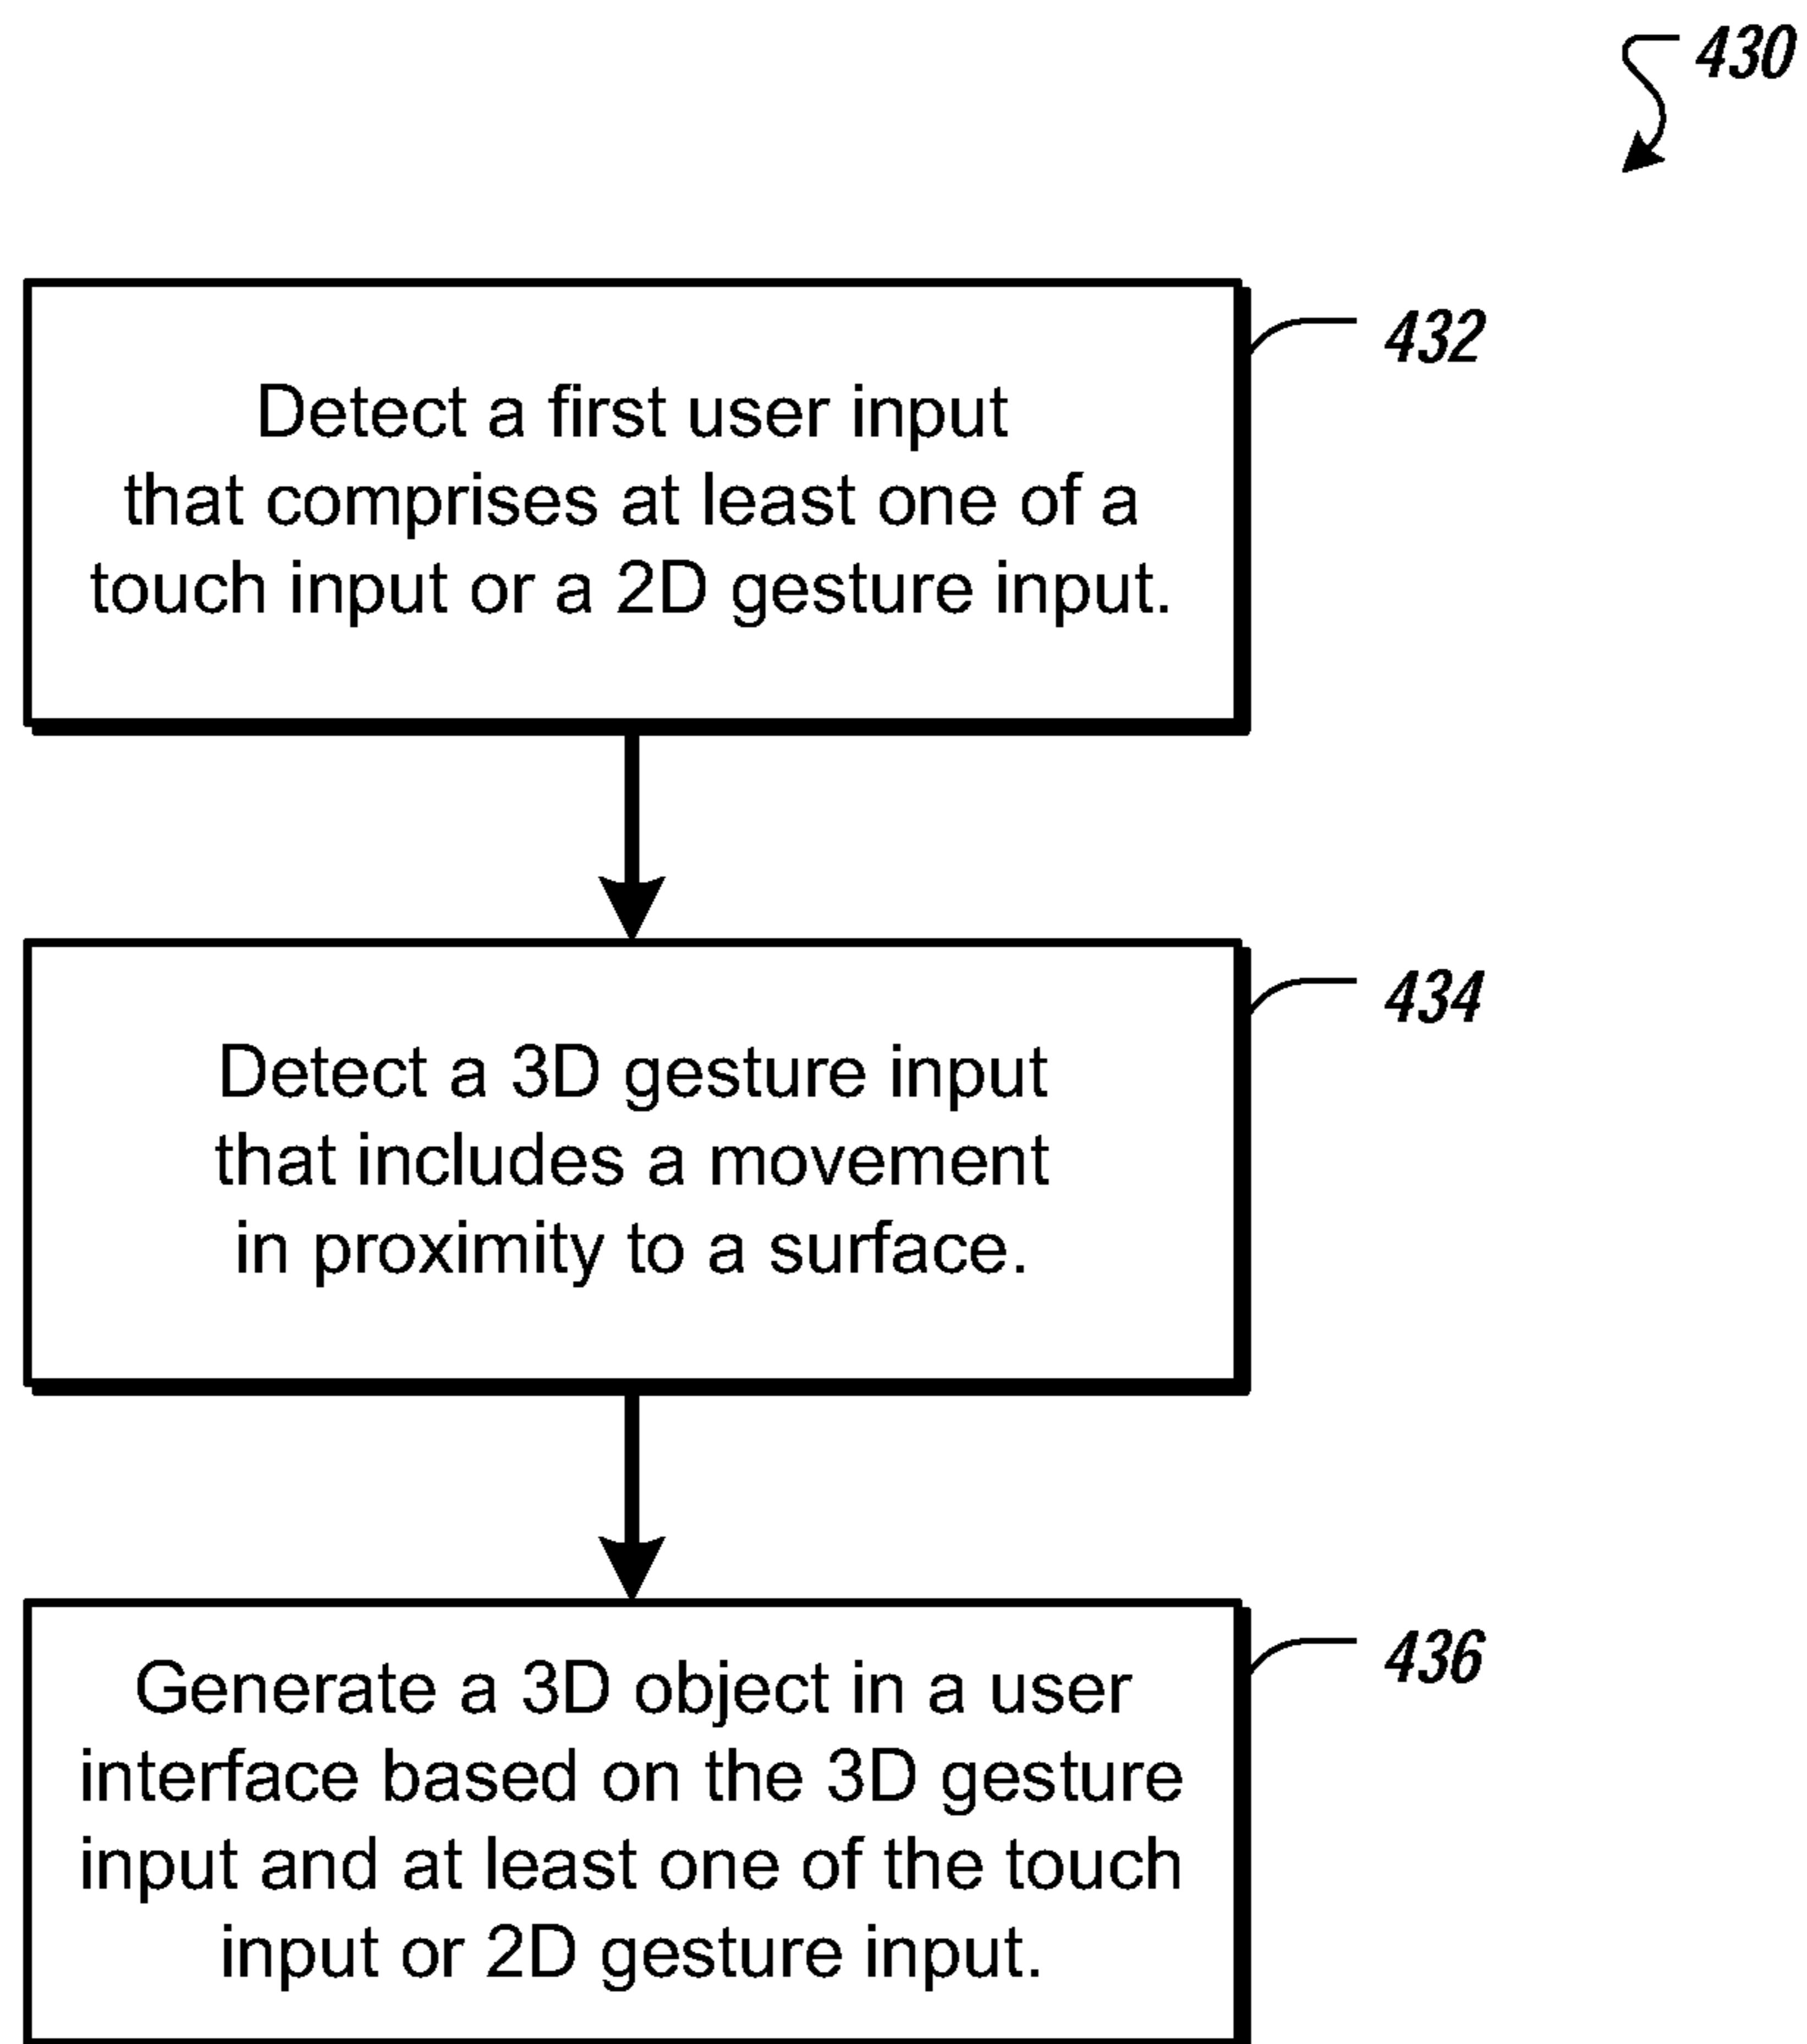 430
Detect a first user input
that comprises at least one of a
touch input or a 2D gesture input.
432
Detect a 3D gesture input
that includes a movement
in proximity to a surface.
434
Generate a 3D object in a user
interface based on the 3D gesture
input and at least one of the touch
input or 2D gesture input.
436